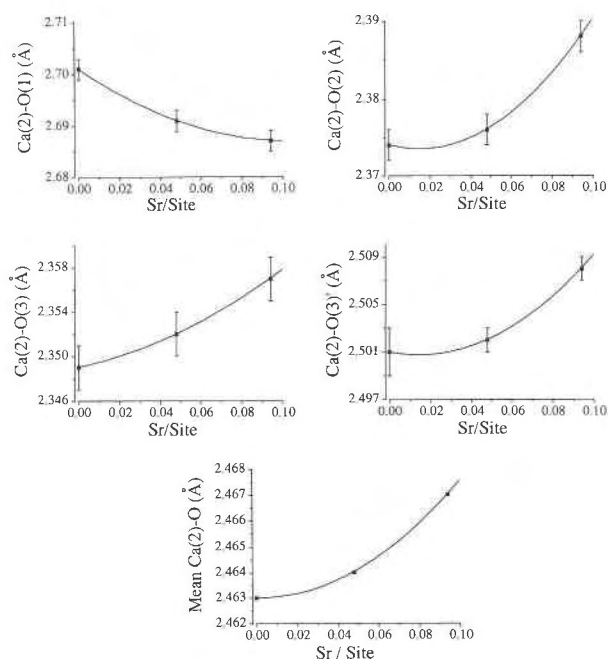 2.71
2.70
2.69
2.68
Ca(2)-O(1) (Å)
0.00 0.02 0.04 0.06 0.08 0.10
Sr/Site
2.39
2.38
2.37
Ca(2)-O(2) (Å)
0.00 0.02 0.04 0.06 0.08 0.10
Sr/Site
2.358
2.354
2.350
2.346
Ca(2)-O(3) (Å)
0.00 0.02 0.04 0.06 0.08 0.10
Sr/Site
2.509
2.505
2.501
2.497
Ca(2)-O(3)' (Å)
0.00 0.02 0.04 0.06 0.08 0.10
Sr/Site
2.468
2.467
2.466
2.465
2.464
2.463
2.462
Mean Ca(2)-O (Å)
0.00 0.02 0.04 0.06 0.08 0.10
Sr / Site